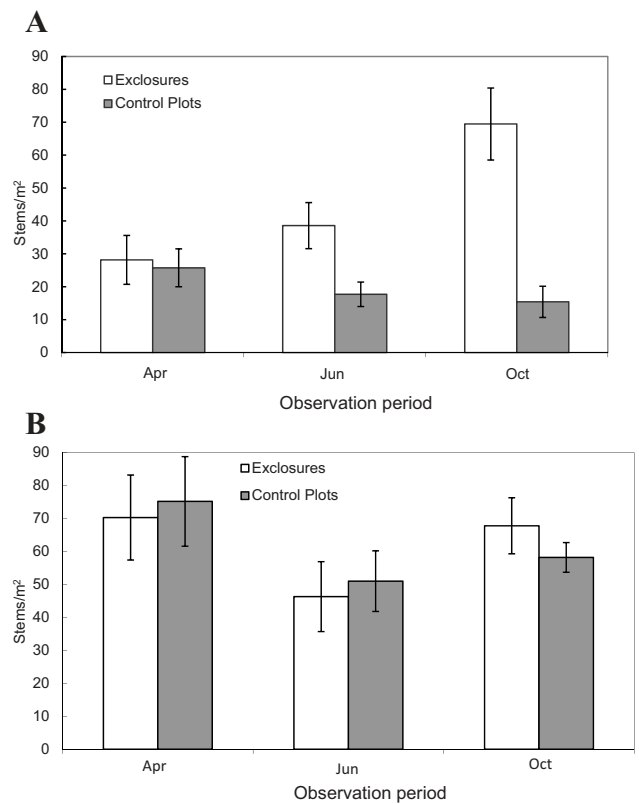 A
90
80
70
60
50
40
30
20
10
0
Stems/m²
Exclosures
Control Plots
Apr
Jun
Oct
Observation period
B
90
80
70
60
50
40
30
20
10
0
Stems/m²
Exclosures
Control Plots
Apr
Jun
Oct
Observation period